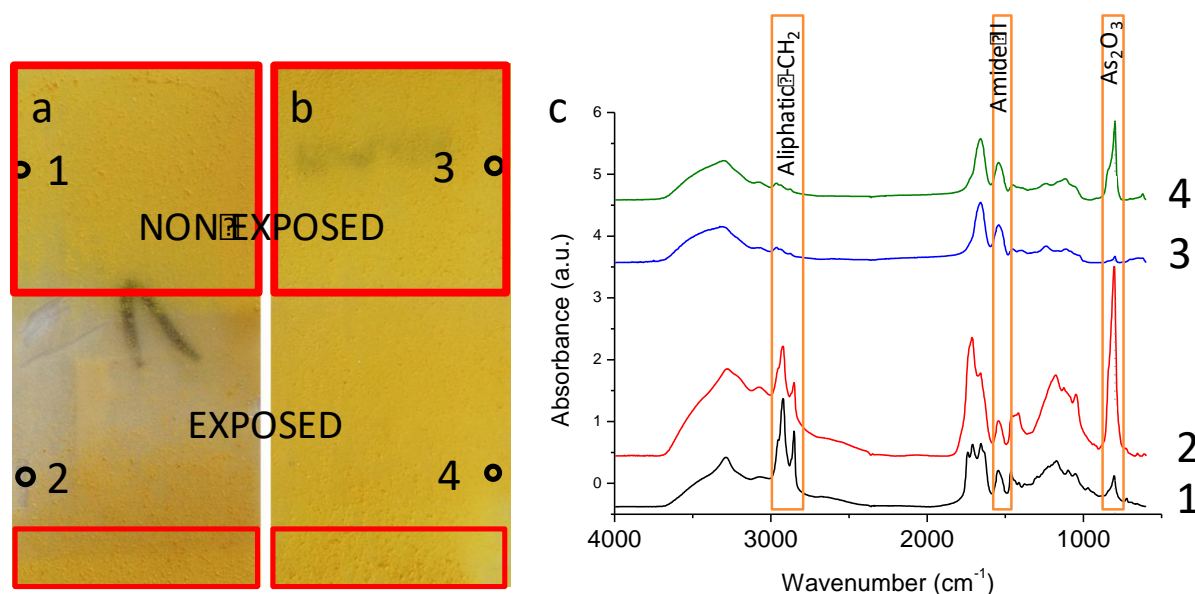 a
b
1
3
NON⍰EXPOSED
EXPOSED
2
4
c
Aliphatic⍰-CH₂
Amide⍰I
As₂O₃
6
5
4
3
2
1
0
Absorbance (a.u.)
4
3
2
1
4000
3000
2000
1000
Wavenumber (cm⁻¹)